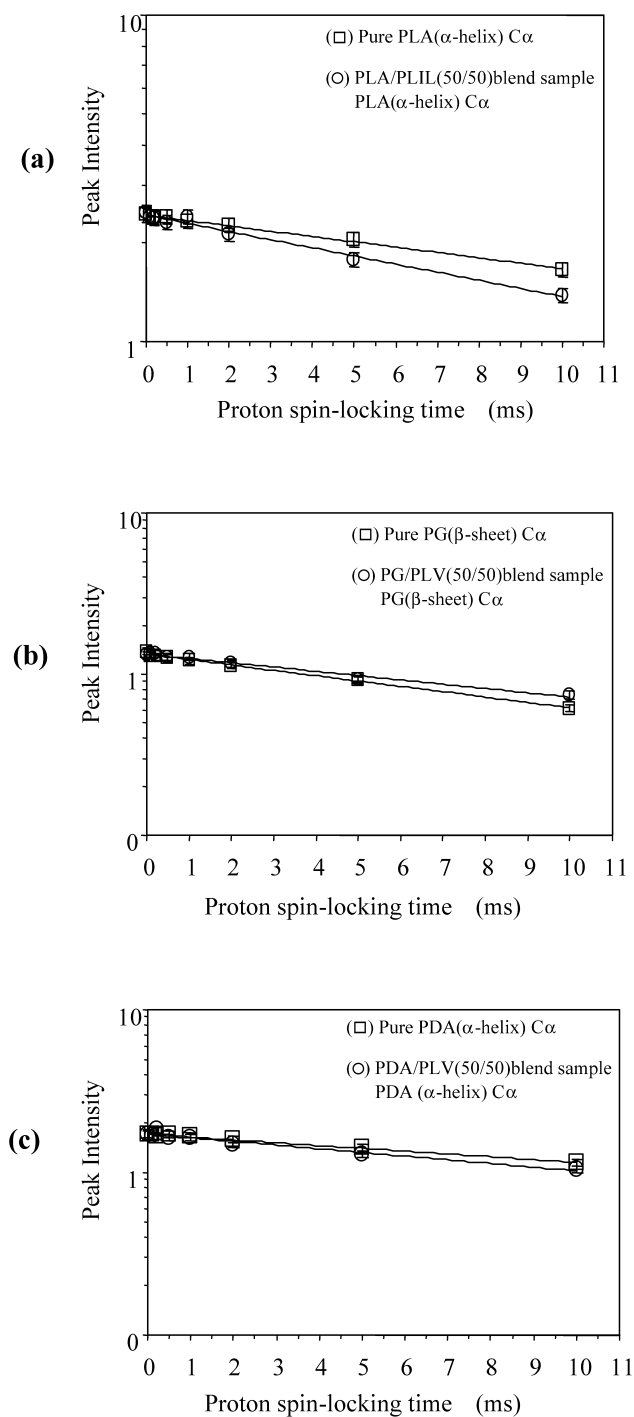 (a)
Peak Intensity
10
1
(□) Pure PLA(α-helix) Cα
(○) PLA/PLIL(50/50)blend sample
PLA(α-helix) Cα
0 1 2 3 4 5 6 7 8 9 10 11
Proton spin-locking time (ms)
(b)
Peak Intensity
10
1
0
(□) Pure PG(β-sheet) Cα
(○) PG/PLV(50/50)blend sample
PG(β-sheet) Cα
0 1 2 3 4 5 6 7 8 9 10 11
Proton spin-locking time (ms)
(c)
Peak Intensity
10
1
0
(□) Pure PDA(α-helix) Cα
(○) PDA/PLV(50/50)blend sample
PDA (α-helix) Cα
0 1 2 3 4 5 6 7 8 9 10 11
Proton spin-locking time (ms)